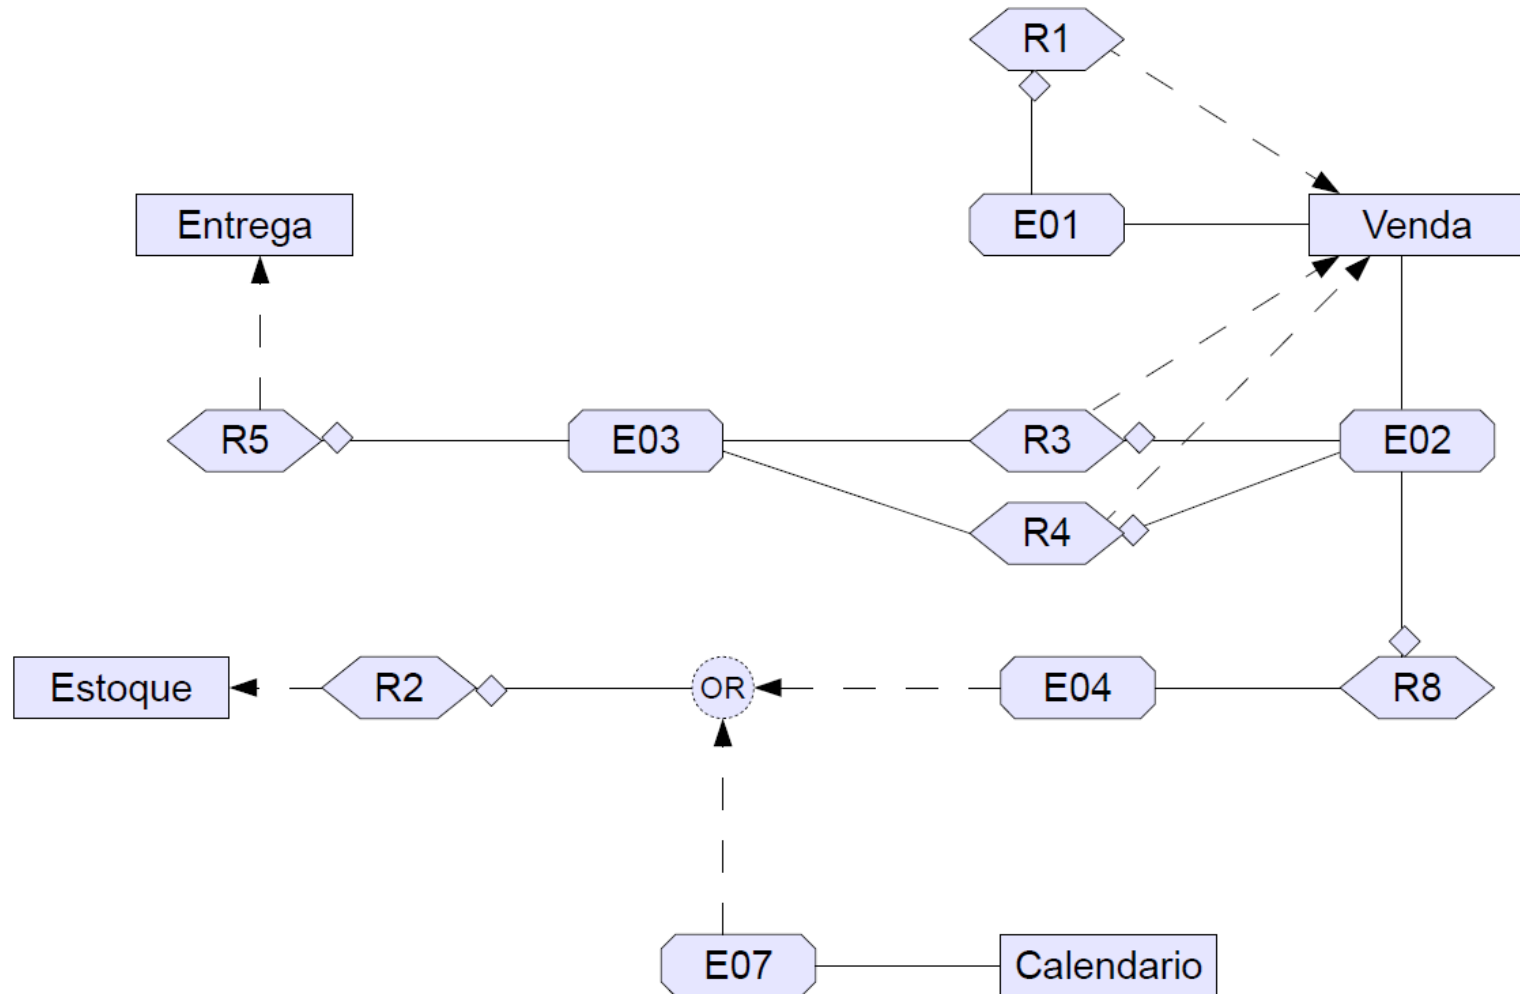 R1
Entrega
E01
Venda
R5
E03
R3
E02
R4
Estoque
R2
OR
E04
R8
E07
Calendario